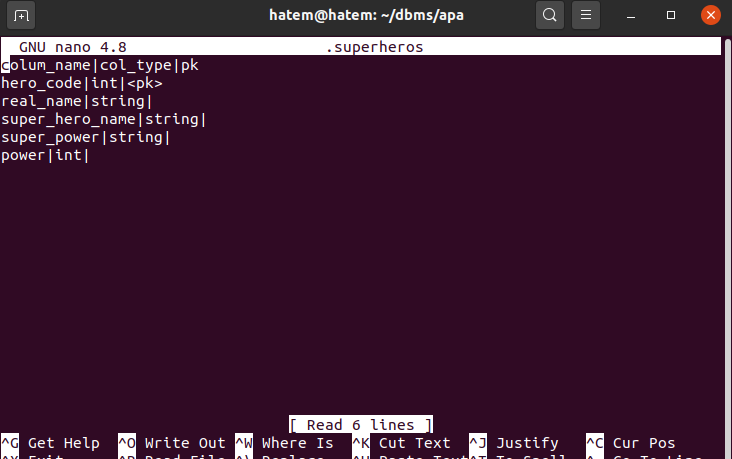 hatem@hatem: ~/dbms/apa
GNU nano 4.8 .superheros
colum_name|col_type|pk
hero_code|int|<pk>
real_name|string|
super_hero_name|string|
super_power|string|
power|int|
[ Read 6 lines ]
^G Get Help ^O Write Out ^W Where Is ^K Cut Text ^J Justify ^C Cur Pos